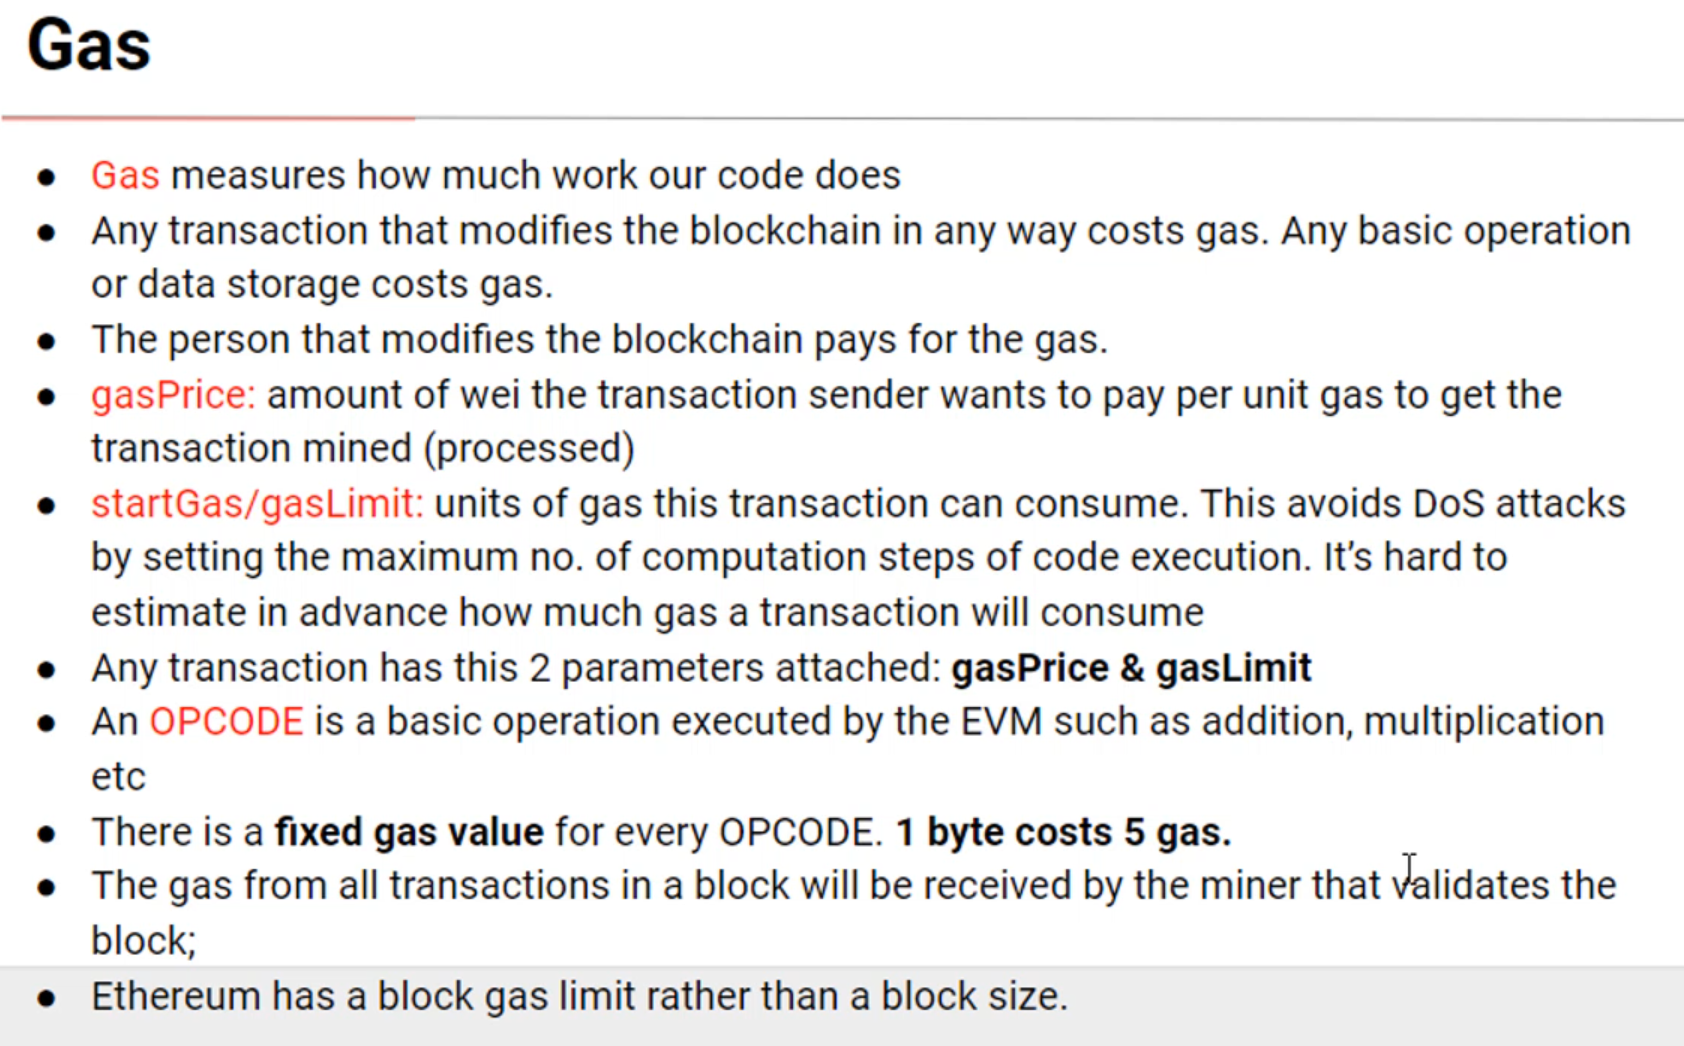 Gas
● Gas measures how much work our code does
● Any transaction that modifies the blockchain in any way costs gas. Any basic operation
or data storage costs gas.
● The person that modifies the blockchain pays for the gas.
● gasPrice: amount of wei the transaction sender wants to pay per unit gas to get the
transaction mined (processed)
● startGas/gasLimit: units of gas this transaction can consume. This avoids DoS attacks
by setting the maximum no. of computation steps of code execution. It’s hard to
estimate in advance how much gas a transaction will consume
● Any transaction has this 2 parameters attached: gasPrice & gasLimit
● An OPCODE is a basic operation executed by the EVM such as addition, multiplication
etc
● There is a fixed gas value for every OPCODE. 1 byte costs 5 gas.
● The gas from all transactions in a block will be received by the miner that validates the
block;
● Ethereum has a block gas limit rather than a block size.